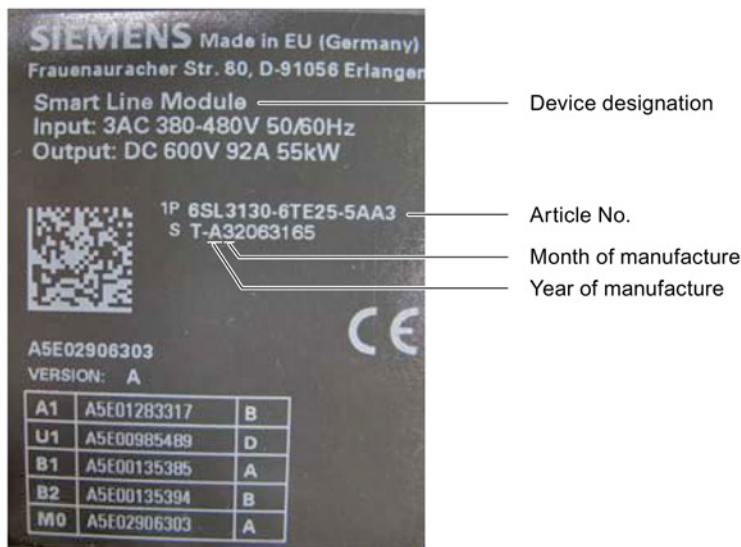 SIEMENS Made in EU (Germany)
Frauenauracher Str. 80, D-91056 Erlangen
Smart Line Module
Device designation
Input: 3AC 380-480V 50/60Hz
Output: DC 600V 92A 55kW
1P 6SL3130-6TE25-5AA3
Article No.
S T-A32063165
Month of manufacture
Year of manufacture
CE
A5E02906303
VERSION: A
A1 A5E01283317 B
U1 A5E00985489 D
B1 A5E00135385 A
B2 A5E00135394 B
M0 A5E02906303 A